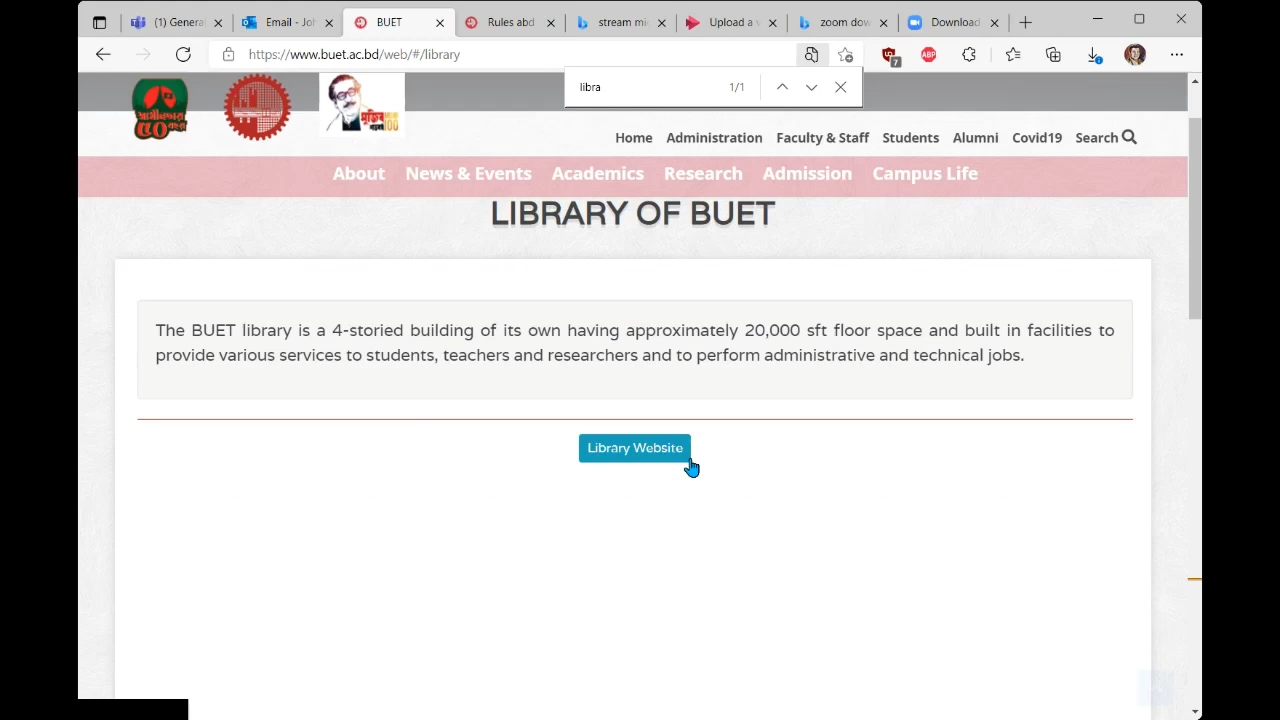 (1) General
Email - Joh
BUET
Rules abd
stream mi
Upload a v
zoom dow
Download
https://www.buet.ac.bd/web/#/library
7
ABP
libra
1/1
Home Administration Faculty & Staff Students Alumni Covid19 Search
About News & Events Academics Research Admission Campus Life
LIBRARY OF BUET
The BUET library is a 4-storied building of its own having approximately 20,000 sft floor space and built in facilities to
provide various services to students, teachers and researchers and to perform administrative and technical jobs.
Library Website